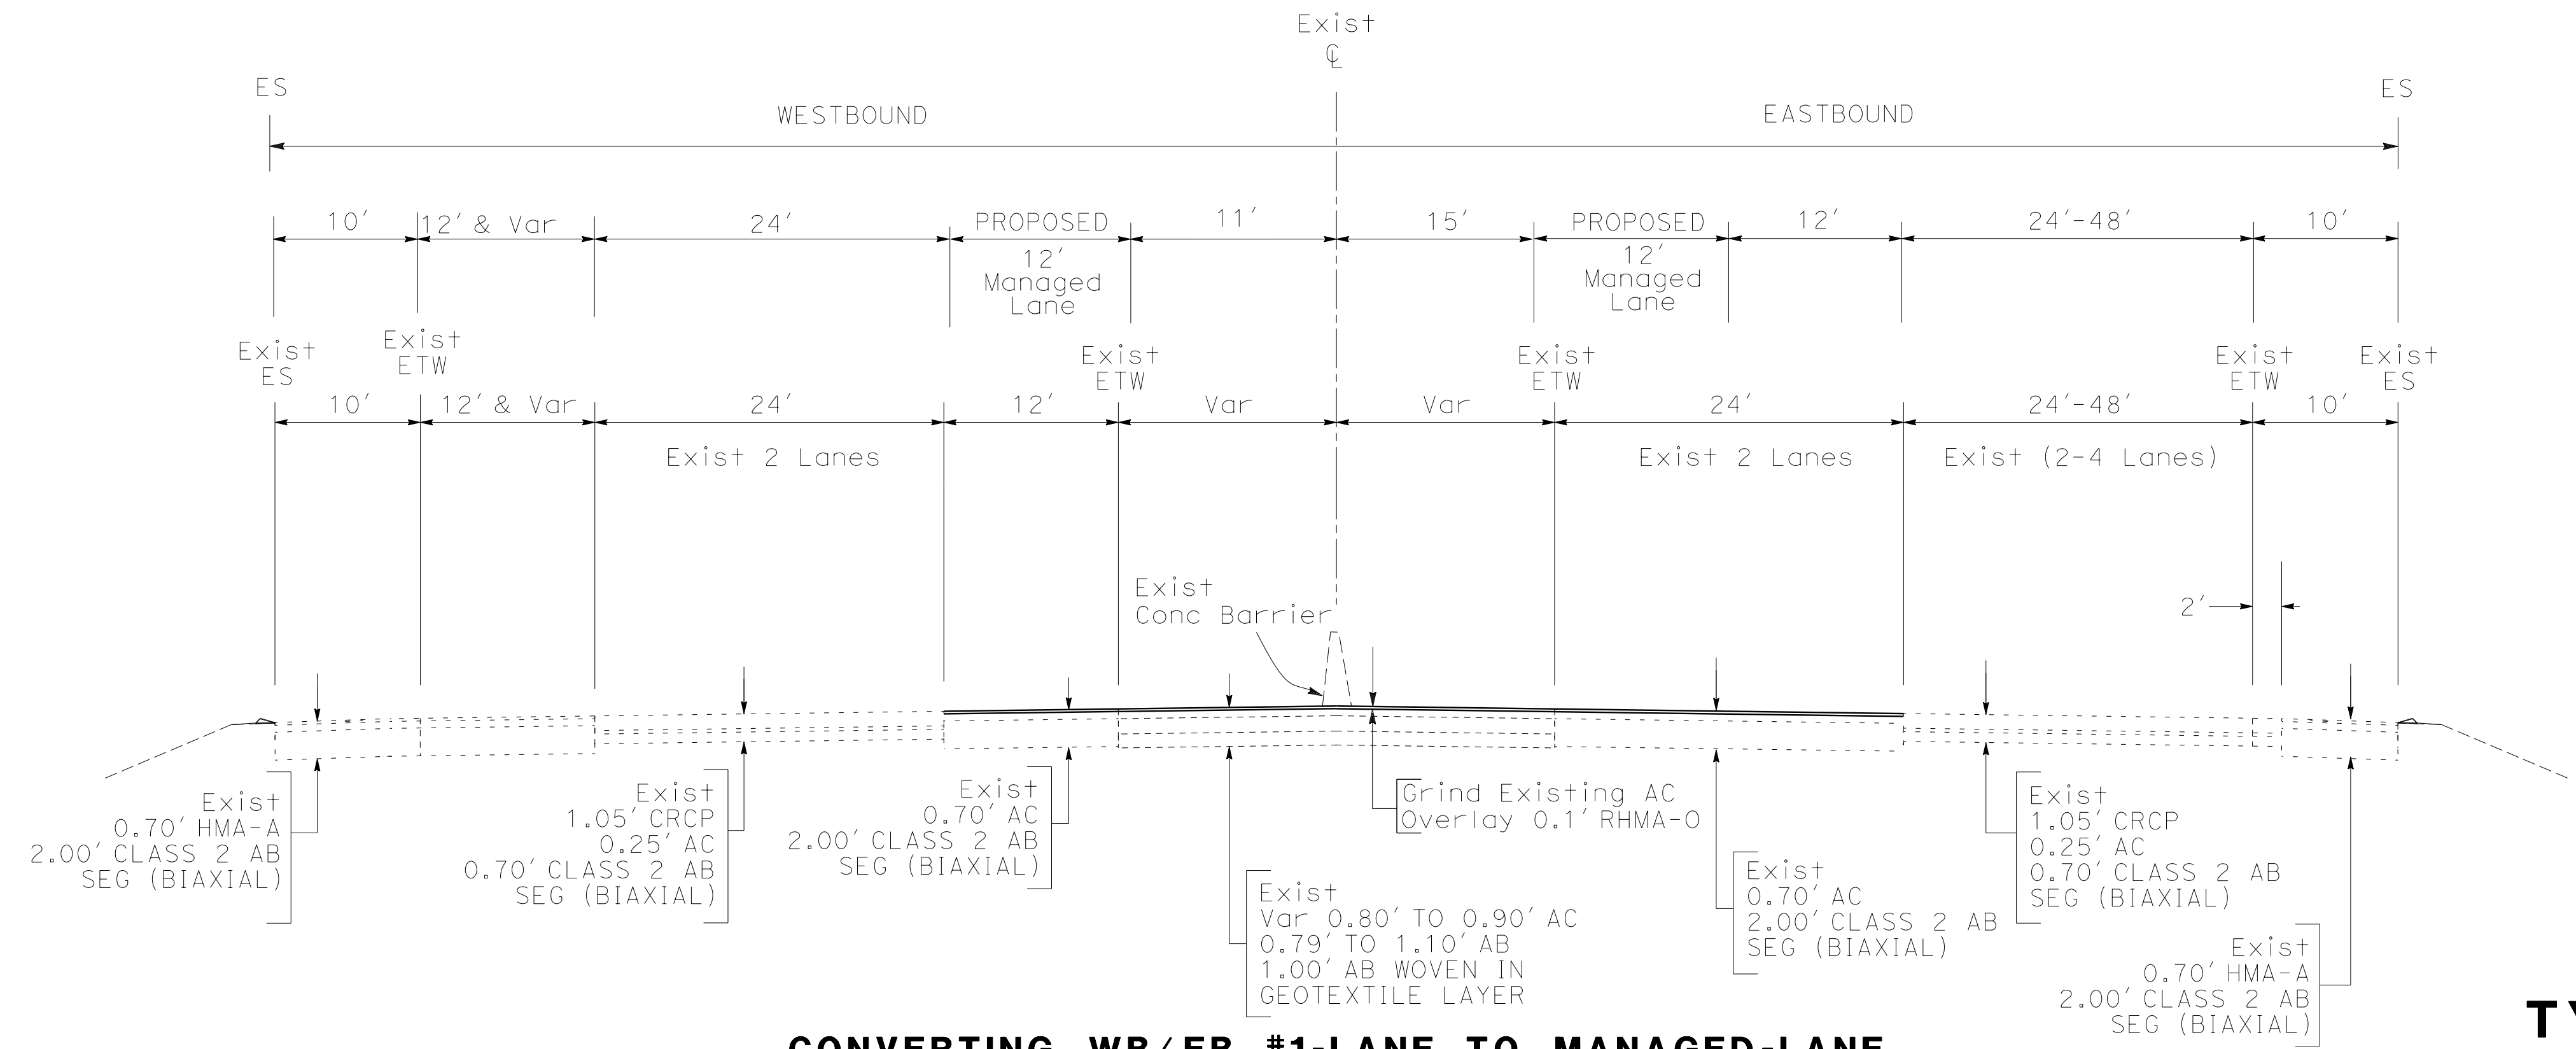 Exist
℄
ES
WESTBOUND
EASTBOUND
ES
10'
12' & Var
24'
PROPOSED
12'
Managed
Lane
11'
15'
PROPOSED
12'
Managed
Lane
12'
24'-48'
10'
Exist
ES
Exist
ETW
Exist
ETW
Exist
ETW
Exist
ETW
Exist
ES
10'
12' & Var
24'
12'
Var
Var
24'
24'-48'
10'
Exist 2 Lanes
Exist 2 Lanes
Exist (2-4 Lanes)
Exist
Conc Barrier
2'
Exist
0.70' HMA-A
2.00' CLASS 2 AB
SEG (BIAXIAL)
Exist
1.05' CRCP
0.25' AC
0.70' CLASS 2 AB
SEG (BIAXIAL)
Exist
0.70' AC
2.00' CLASS 2 AB
SEG (BIAXIAL)
Exist
Var 0.80' TO 0.90' AC
0.79' TO 1.10' AB
1.00' AB WOVEN IN
GEOTEXTILE LAYER
Grind Existing AC
Overlay 0.1' RHMA-O
Exist
0.70' AC
2.00' CLASS 2 AB
SEG (BIAXIAL)
Exist
1.05' CRCP
0.25' AC
0.70' CLASS 2 AB
SEG (BIAXIAL)
Exist
0.70' HMA-A
2.00' CLASS 2 AB
SEG (BIAXIAL)
CONVERTING WB/EB #1-LANE TO MANAGED-LANE